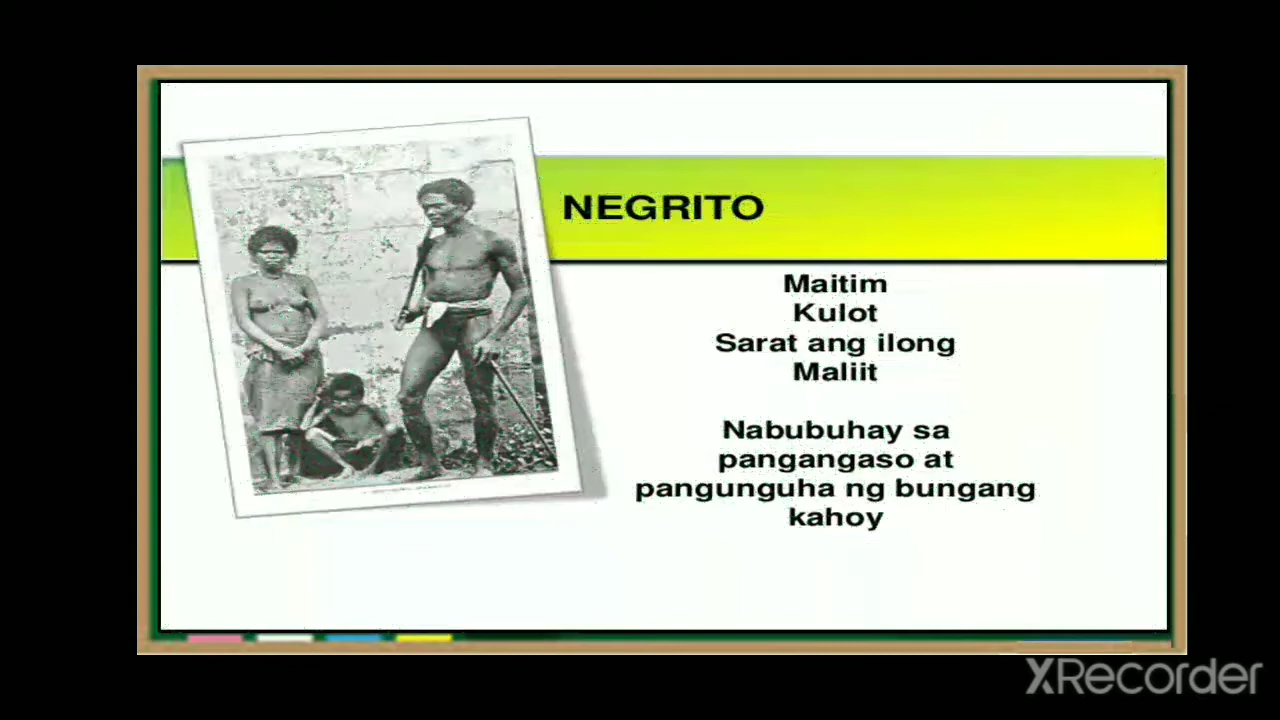 NEGRITO
Maitim
Kulot
Sarat ang ilong
Maliit
Nabubuhay sa
pangangaso at
pangunguha ng bungang
kahoy
XRecorder